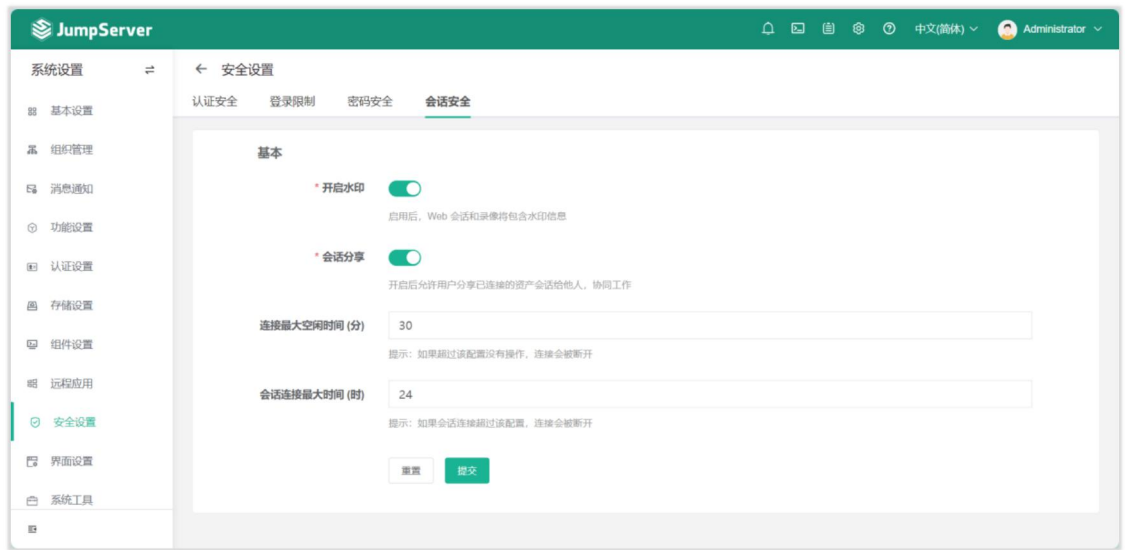 JumpServer
中文(简体)
Administrator
系统设置
安全设置
认证安全
登录限制
密码安全
会话安全
基本设置
组织管理
消息通知
功能设置
认证设置
存储设置
组件设置
远程应用
安全设置
界面设置
系统工具
基本
* 开启水印
启用后，Web 会话和录像将包含水印信息
* 会话分享
开启后允许用户分享已连接的资产会话给他人，协同工作
连接最大空闲时间 (分)
30
提示：如果超过该配置没有操作，连接会被断开
会话连接最大时间 (时)
24
提示：如果会话连接超过该配置，连接会被断开
重置
提交